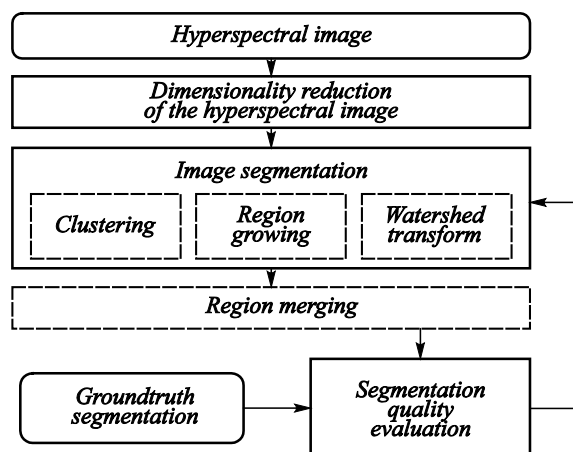 Hyperspectral image
Dimensionality reduction
of the hyperspectral image
Image segmentation
Clustering
Region
growing
Watershed
transform
Region merging
Groundtruth
segmentation
Segmentation
quality
evaluation